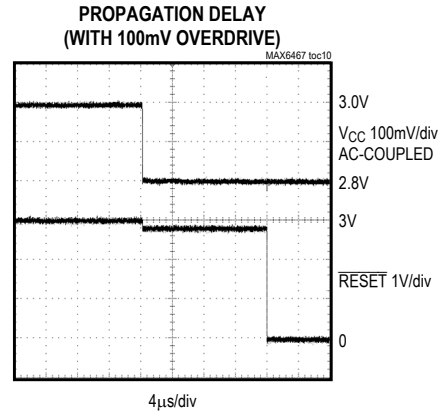 PROPAGATION DELAY
(WITH 100mV OVERDRIVE)
MAX6467 toc10
3.0V
VCC 100mV/div
AC-COUPLED
2.8V
3V
RESET 1V/div
0
4μs/div